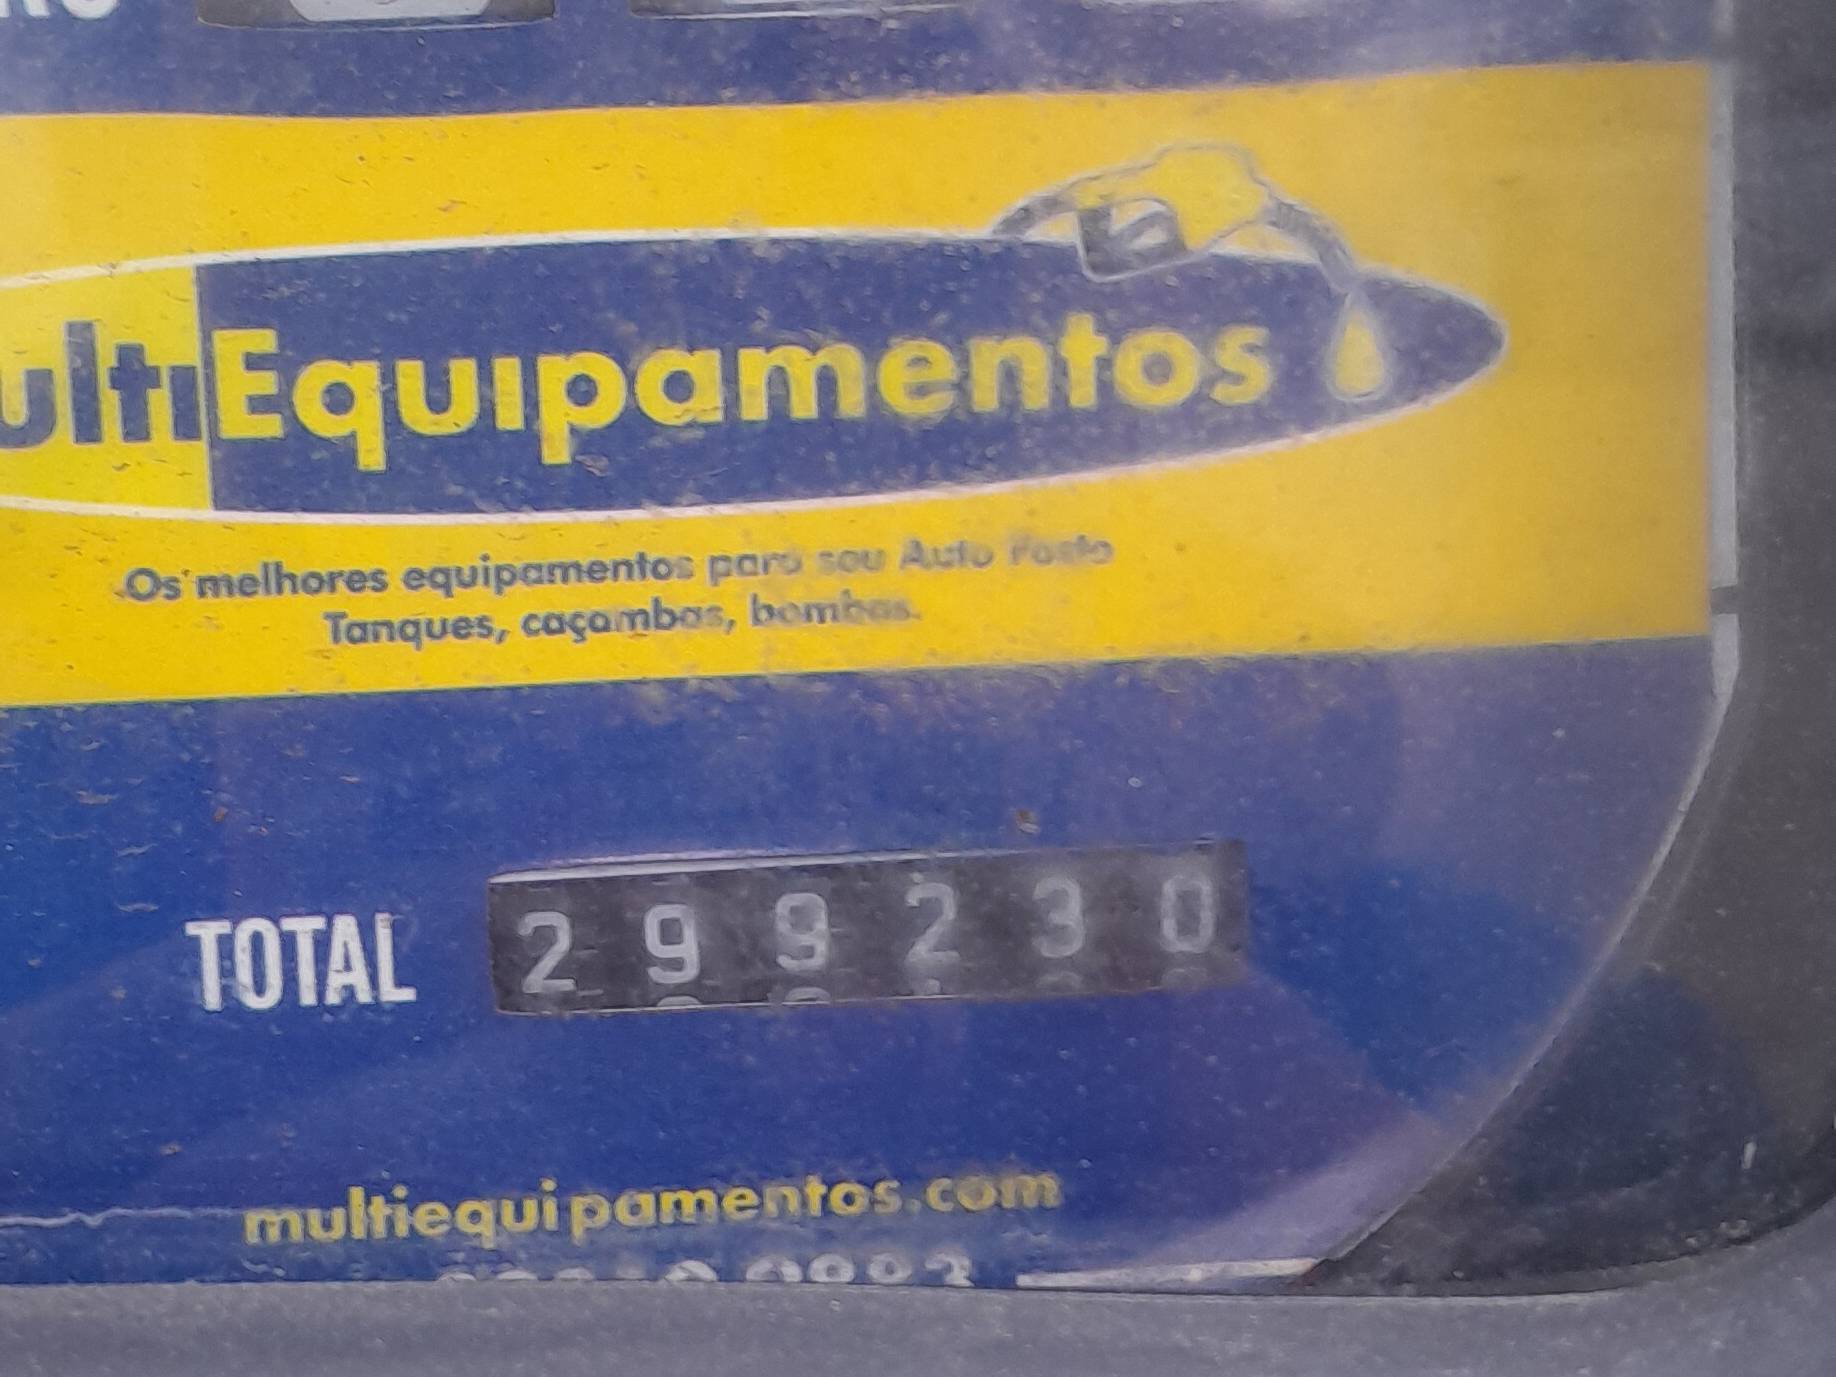 ultiEquipamentos
Os melhores equipamentos para seu Auto Posto
Tanques, caçambas, bombas.
TOTAL 299230
multiequipamentos.com